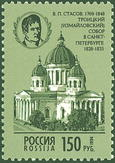 В. П. СТАСОВ. 1769-1848
ТРОИЦКИЙ
(ИЗМАЙЛОВСКИЙ)
СОБОР
В САНКТ-
ПЕТЕРБУРГЕ
1828-1835
РОССИЯ 150
ROSSIJA РУБ.